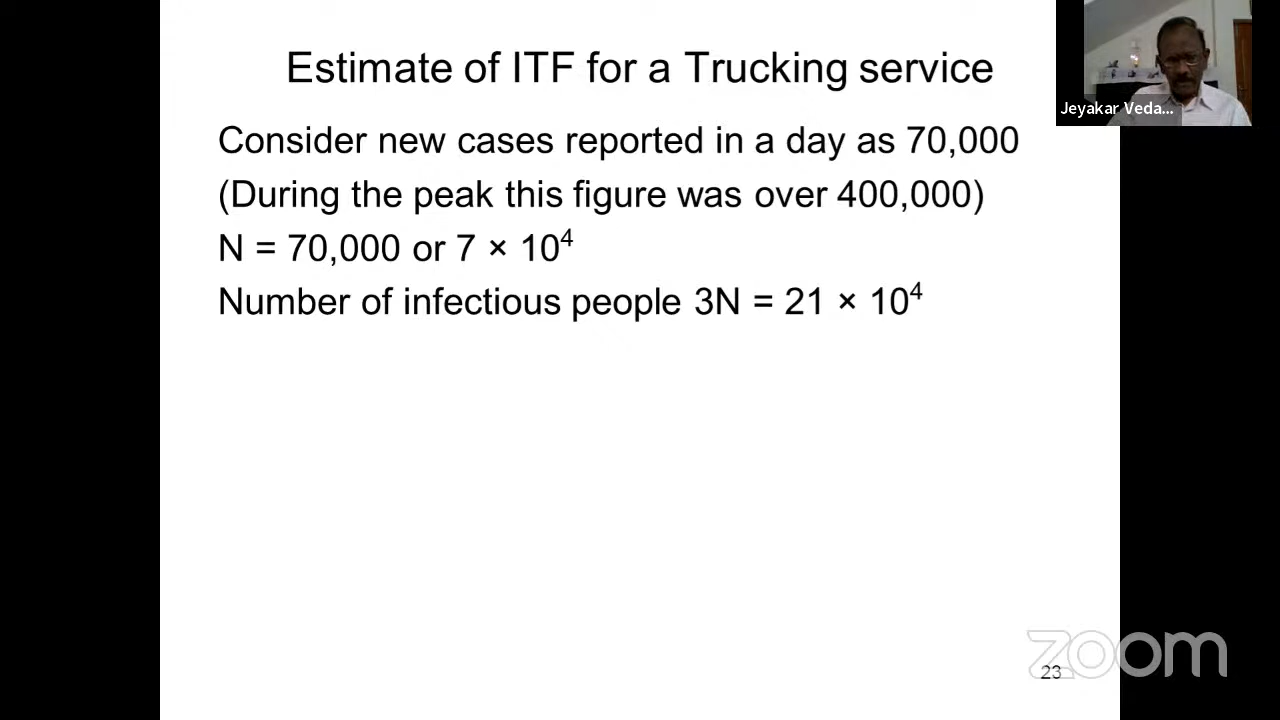 Estimate of ITF for a Trucking service
Jeyakar Veda...
Consider new cases reported in a day as 70,000
(During the peak this figure was over 400,000)
N = 70,000 or 7 × 10⁴
Number of infectious people 3N = 21 × 10⁴
zoom
23